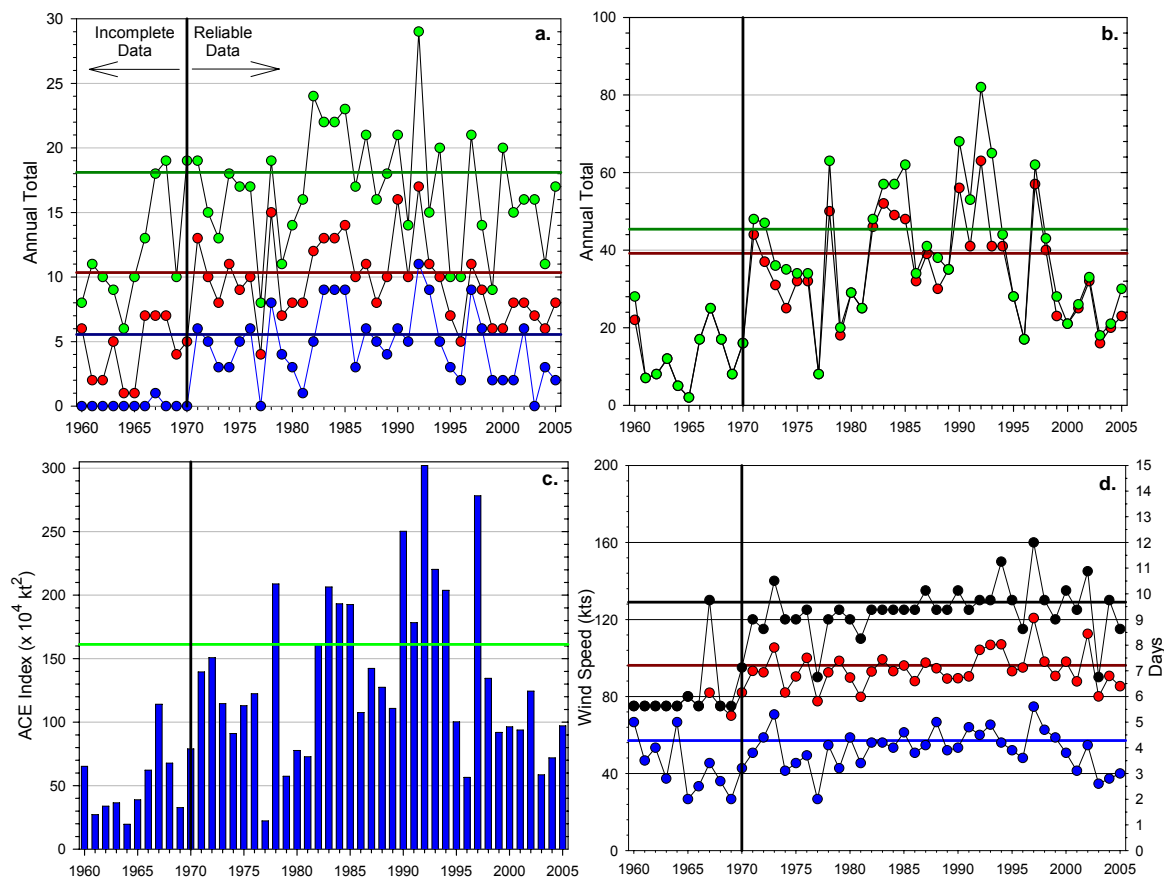 a.
Incomplete Data
Reliable Data
Annual Total
30
25
20
15
10
5
0
1960 1965 1970 1975 1980 1985 1990 1995 2000 2005
b.
Annual Total
100
80
60
40
20
0
1960 1965 1970 1975 1980 1985 1990 1995 2000 2005
c.
ACE Index (x 10⁴ kt²)
300
250
200
150
100
50
0
1960 1965 1970 1975 1980 1985 1990 1995 2000 2005
d.
Wind Speed (kts)
200
160
120
80
40
0
15
14
13
12
11
10
9
8
7
6
5
4
3
2
1
0
Days
1960 1965 1970 1975 1980 1985 1990 1995 2000 2005